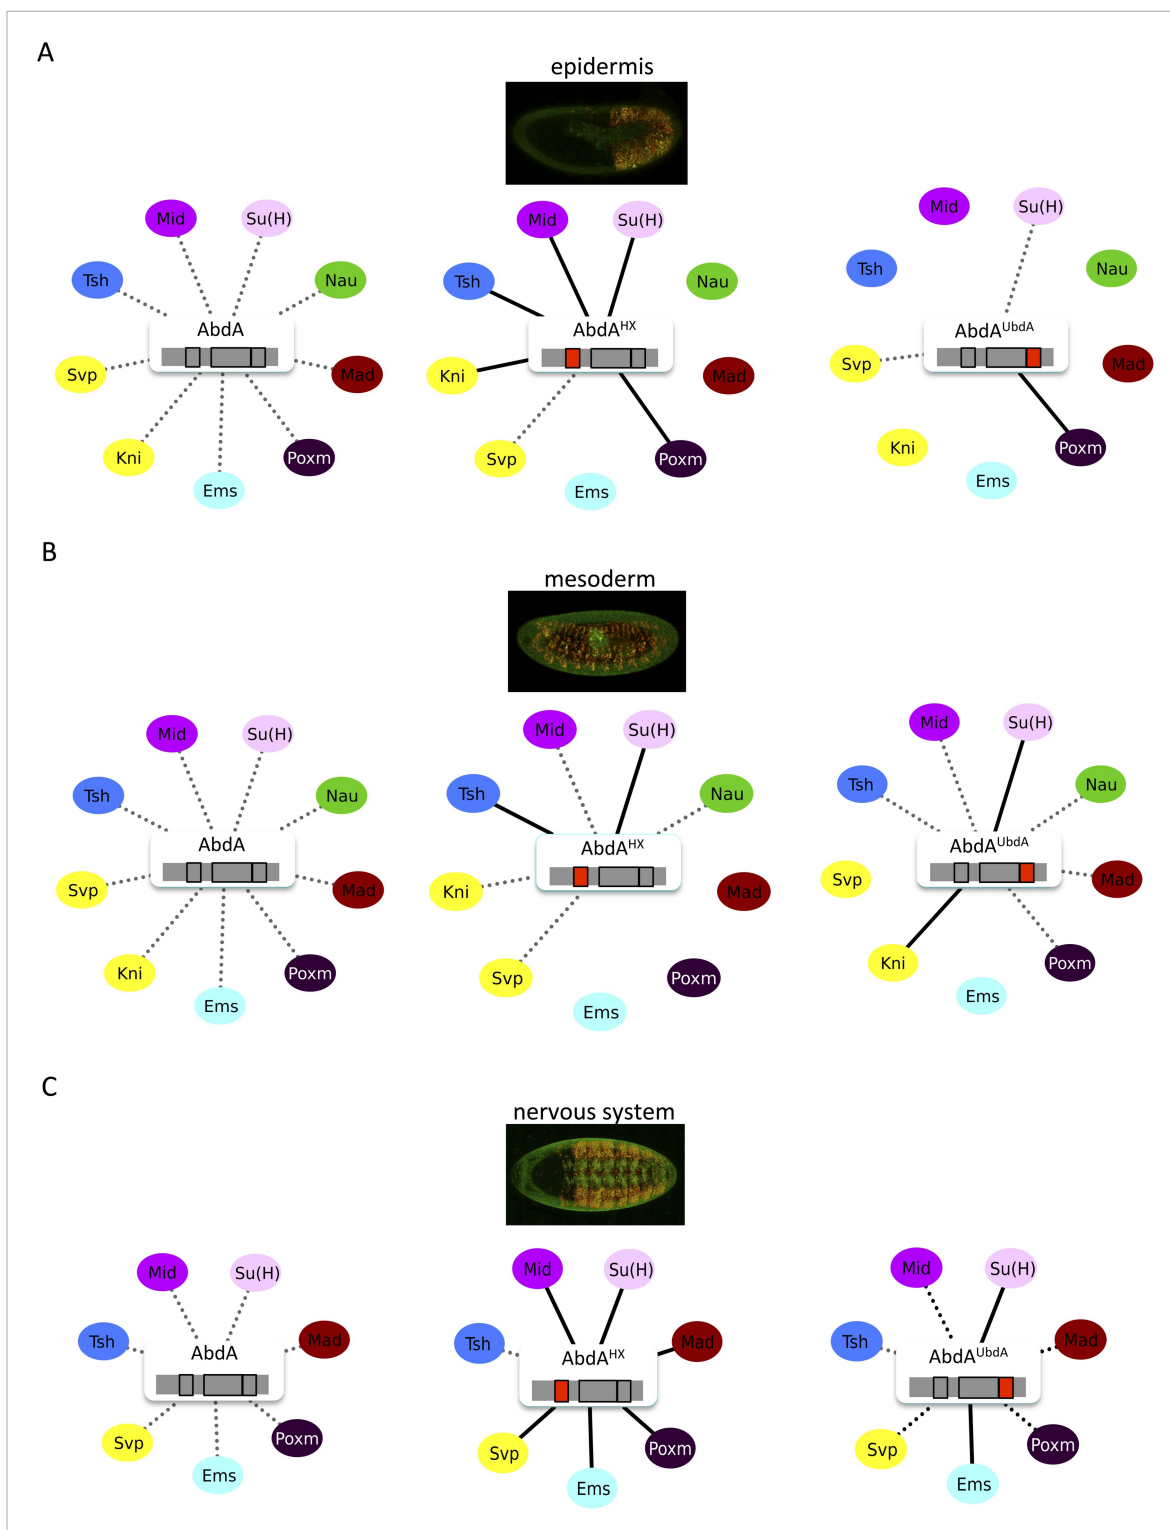 A
epidermis
Mid Su(H)
Tsh Nau
AbdA
Svp Mad
Kni Poxm
Ems
Mid Su(H)
Tsh Nau
AbdA^HX
Kni Mad
Svp Poxm
Ems
Mid Su(H)
Tsh Nau
AbdA^UbdA
Svp Mad
Kni Poxm
Ems
B
mesoderm
Mid Su(H)
Tsh Nau
AbdA
Svp Mad
Kni Poxm
Ems
Mid Su(H)
Tsh Nau
AbdA^HX
Kni Mad
Svp Poxm
Ems
Mid Su(H)
Tsh Nau
AbdA^UbdA
Svp Mad
Kni Poxm
Ems
C
nervous system
Mid Su(H)
Tsh Mad
AbdA
Svp Poxm
Ems
Mid Su(H)
Tsh Mad
AbdA^HX
Svp Poxm
Ems
Mid Su(H)
Tsh Mad
AbdA^UbdA
Svp Poxm
Ems